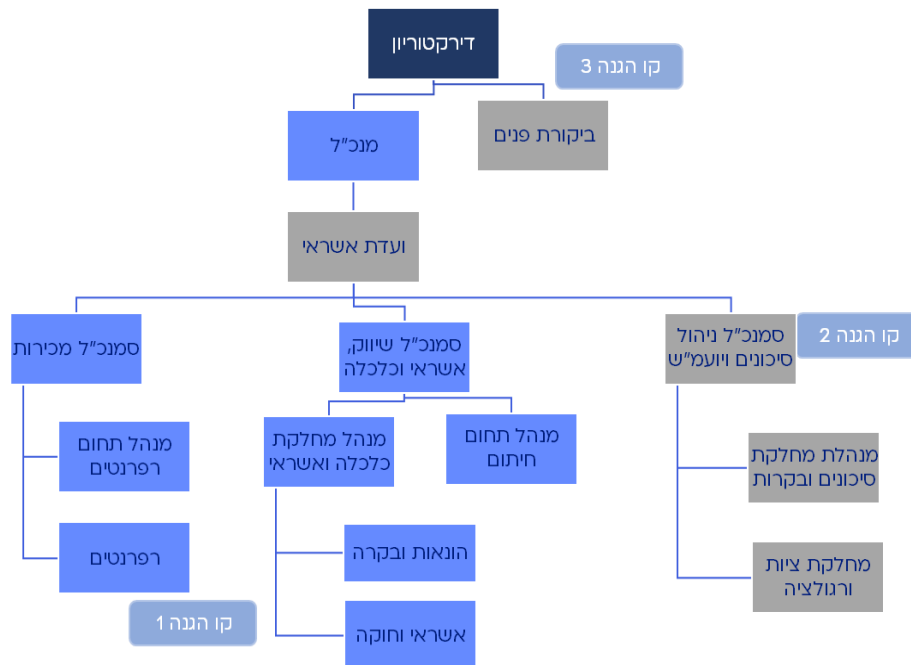 דירקטוריון
קו הגנה 3
מנכ"ל
ביקורת פנים
ועדת אשראי
סמנכ"ל ניהול
סיכונים ויועמ"ש
קו הגנה 2
סמנכ"ל שיווק,
אשראי וכלכלה
סמנכ"ל מכירות
מנהלת מחלקת
סיכונים ובקרות
מנהל תחום
חיתום
מנהל מחלקת
כלכלה ואשראי
מנהל תחום
רפרנטים
מחלקת ציות
ורגולציה
הונאות ובקרה
רפרנטים
אשראי וחוקה
קו הגנה 1